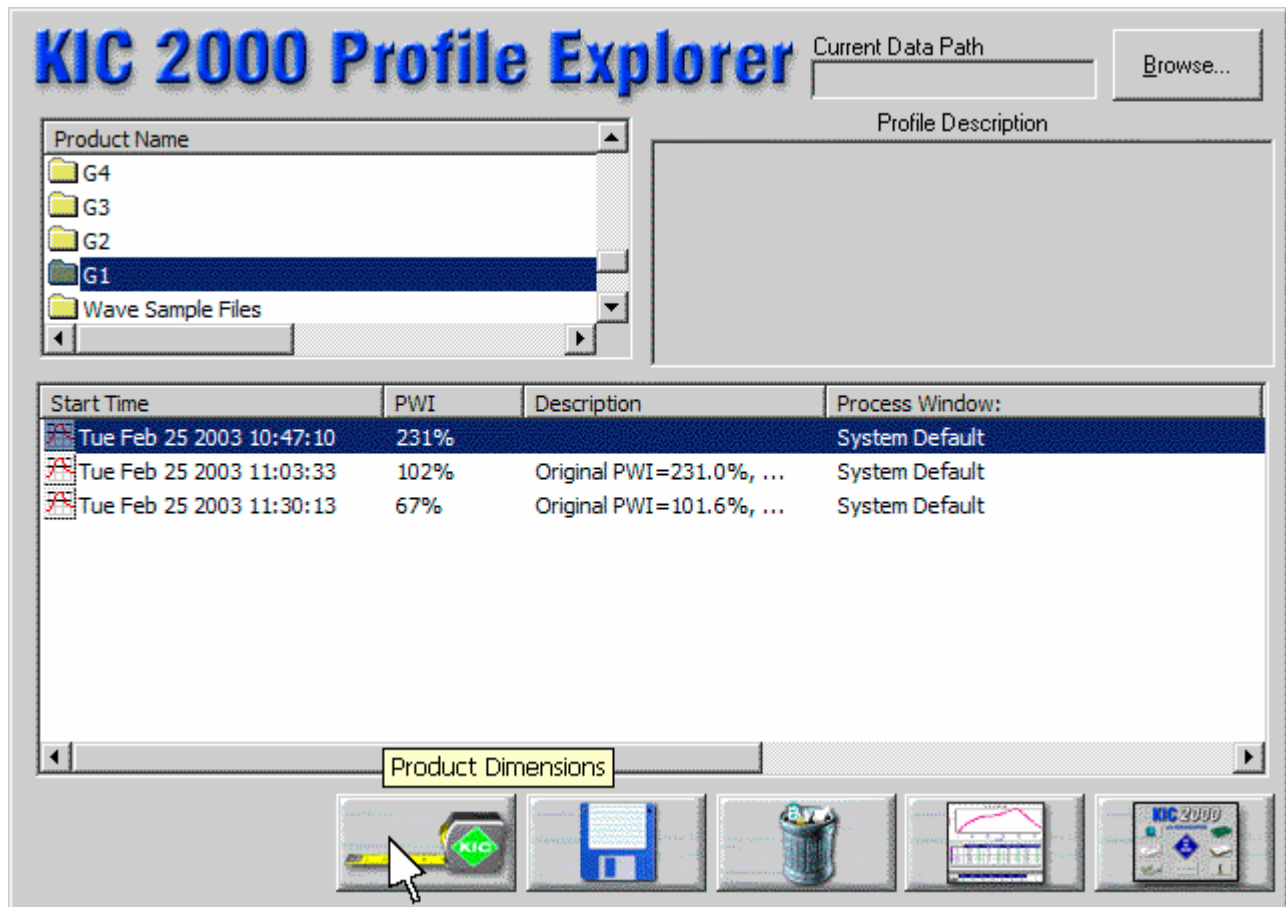 KIC 2000 Profile Explorer
Current Data Path
Browse...
Product Name
G4
G3
G2
G1
Wave Sample Files
Profile Description
Start Time PWI Description Process Window:
Tue Feb 25 2003 10:47:10 231% System Default
Tue Feb 25 2003 11:03:33 102% Original PWI=231.0%, ... System Default
Tue Feb 25 2003 11:30:13 67% Original PWI=101.6%, ... System Default
Product Dimensions
KIC
KIC 2000